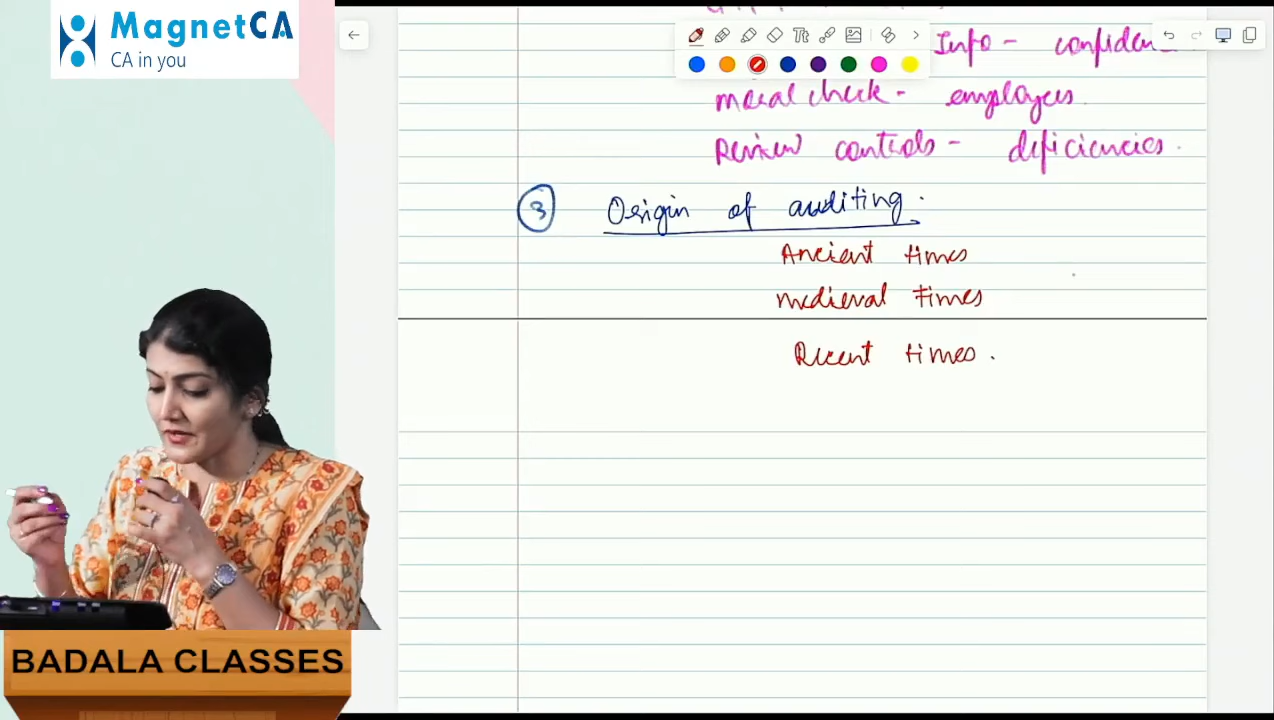 MagnetCA
CA in you
Info - confiden
moral check - employees
Review controls - deficiencies.
3 Origin of auditing.
Ancient times
medieval times
Recent times.
BADALA CLASSES